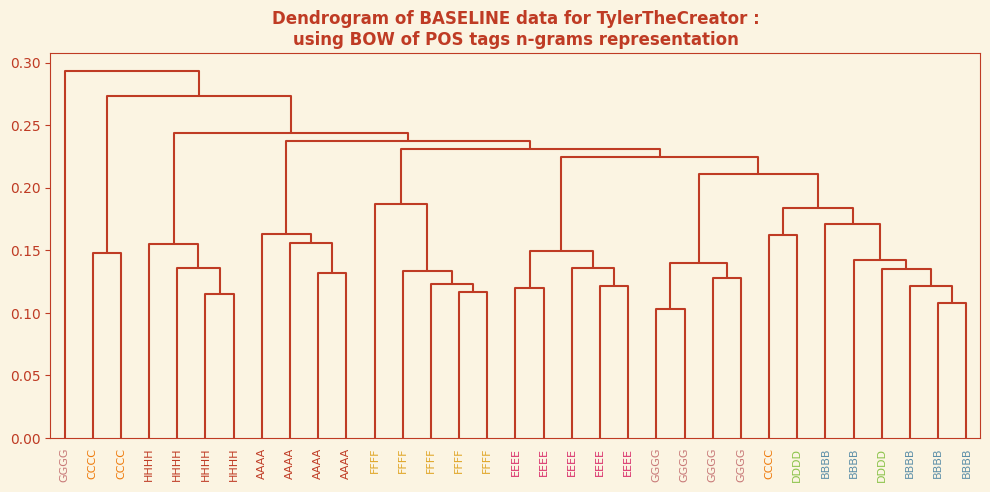 Dendrogram of BASELINE data for TylerTheCreator :
using BOW of POS tags n-grams representation
0.30
0.25
0.20
0.15
0.10
0.05
0.00
GGGG CCCC CCCC HHHH HHHH HHHH HHHH AAAA AAAA AAAA AAAA FFFF FFFF FFFF FFFF FFFF EEEE EEEE EEEE EEEE EEEE GGGG GGGG GGGG GGGG CCCC DDDD BBBB BBBB DDDD BBBB BBBB BBBB